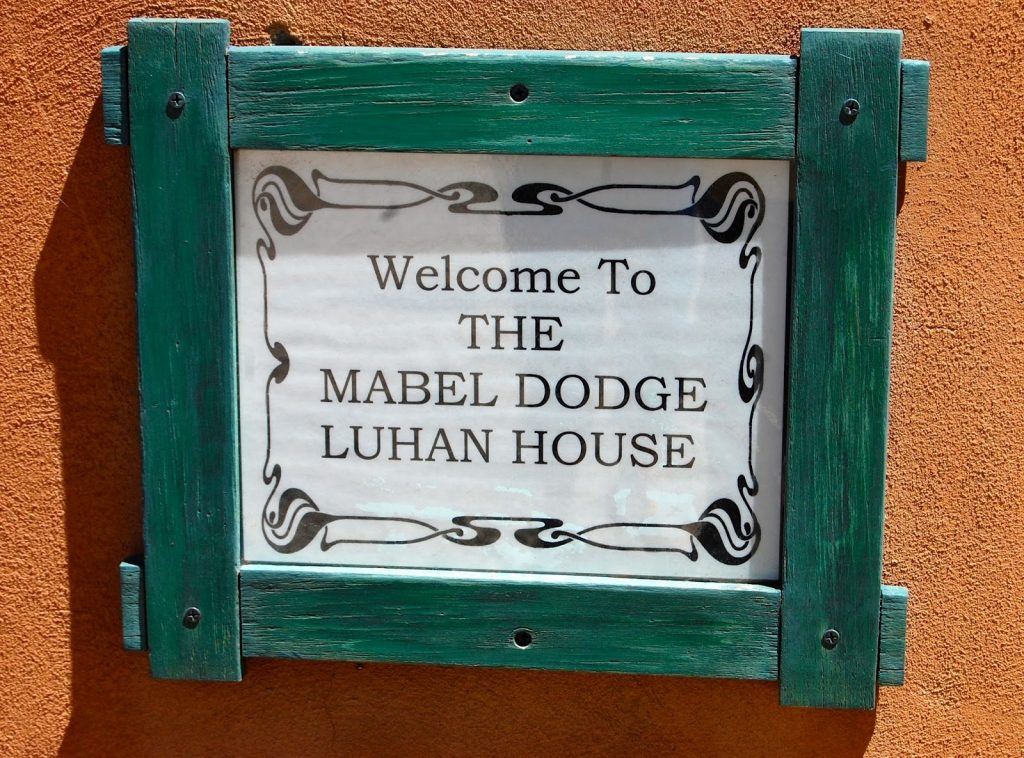 Welcome To
THE
MABEL DODGE
LUHAN HOUSE